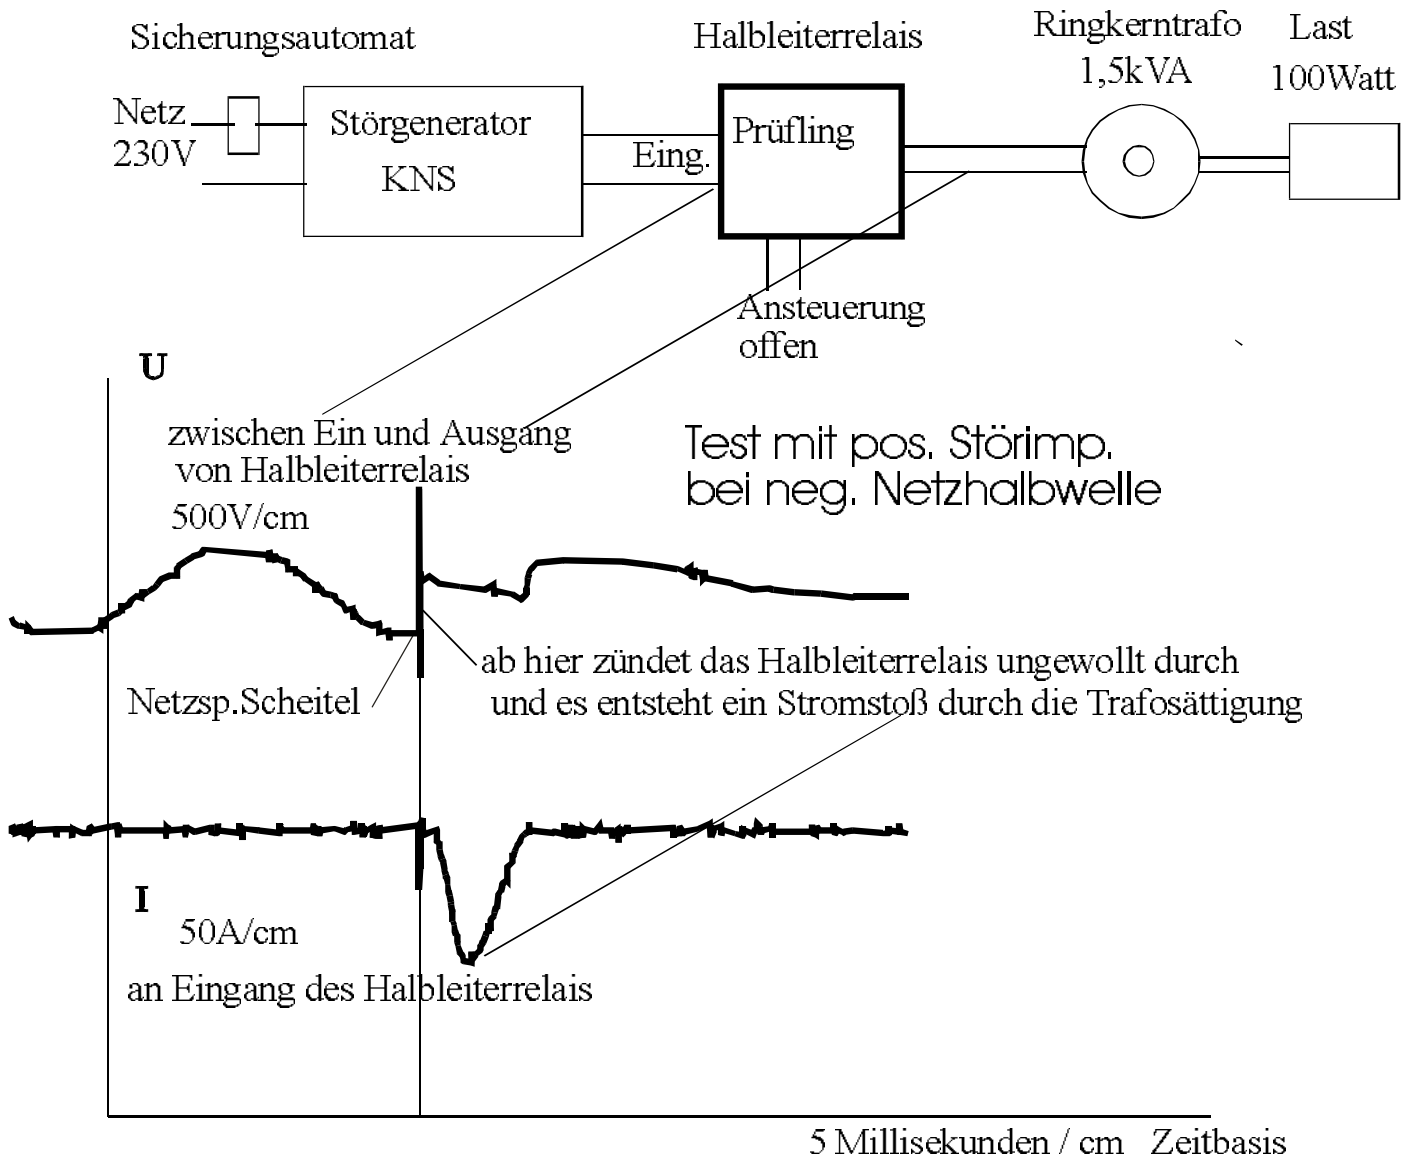 Sicherungsautomat
Halbleiterrelais
Ringkerntrafo
1,5kVA
Last
100Watt
Netz
230V
Störgenerator
KNS
Eing.
Prüfling
Ansteuerung
offen
U
zwischen Ein und Ausgang
von Halbleiterrelais
500V/cm
Test mit pos. Störimp.
bei neg. Netzhalbwelle
ab hier zündet das Halbleiterrelais ungewollt durch
und es entsteht ein Stromstoß durch die Trafosättigung
Netzsp.Scheitel
I
50A/cm
an Eingang des Halbleiterrelais
5 Millisekunden / cm Zeitbasis